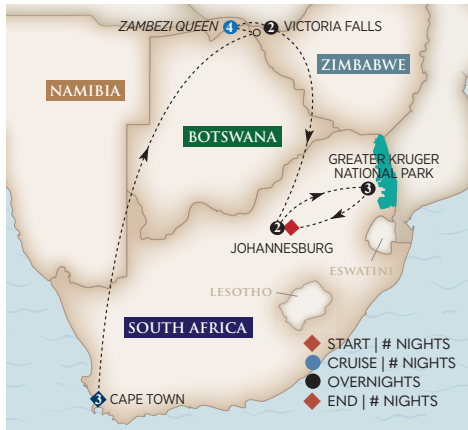 ZAMBEZI QUEEN 4 2 VICTORIA FALLS
ZIMBABWE
NAMIBIA
BOTSWANA
GREATER KRUGER
NATIONAL PARK
3
2
JOHANNESBURG
ESWATINI
LESOTHO
SOUTH AFRICA
3 CAPE TOWN
START | # NIGHTS
CRUISE | # NIGHTS
OVERNIGHTS
END | # NIGHTS